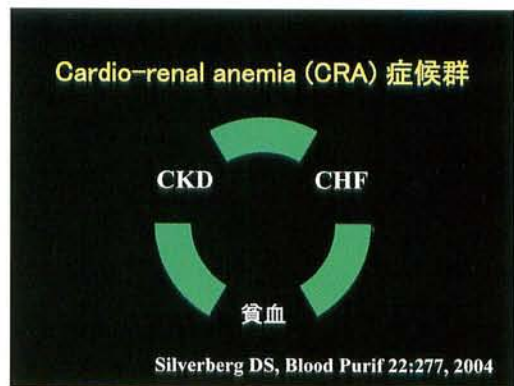 Cardio-renal anemia (CRA) 症候群
CKD CHF
貧血
Silverberg DS, Blood Purif 22:277, 2004